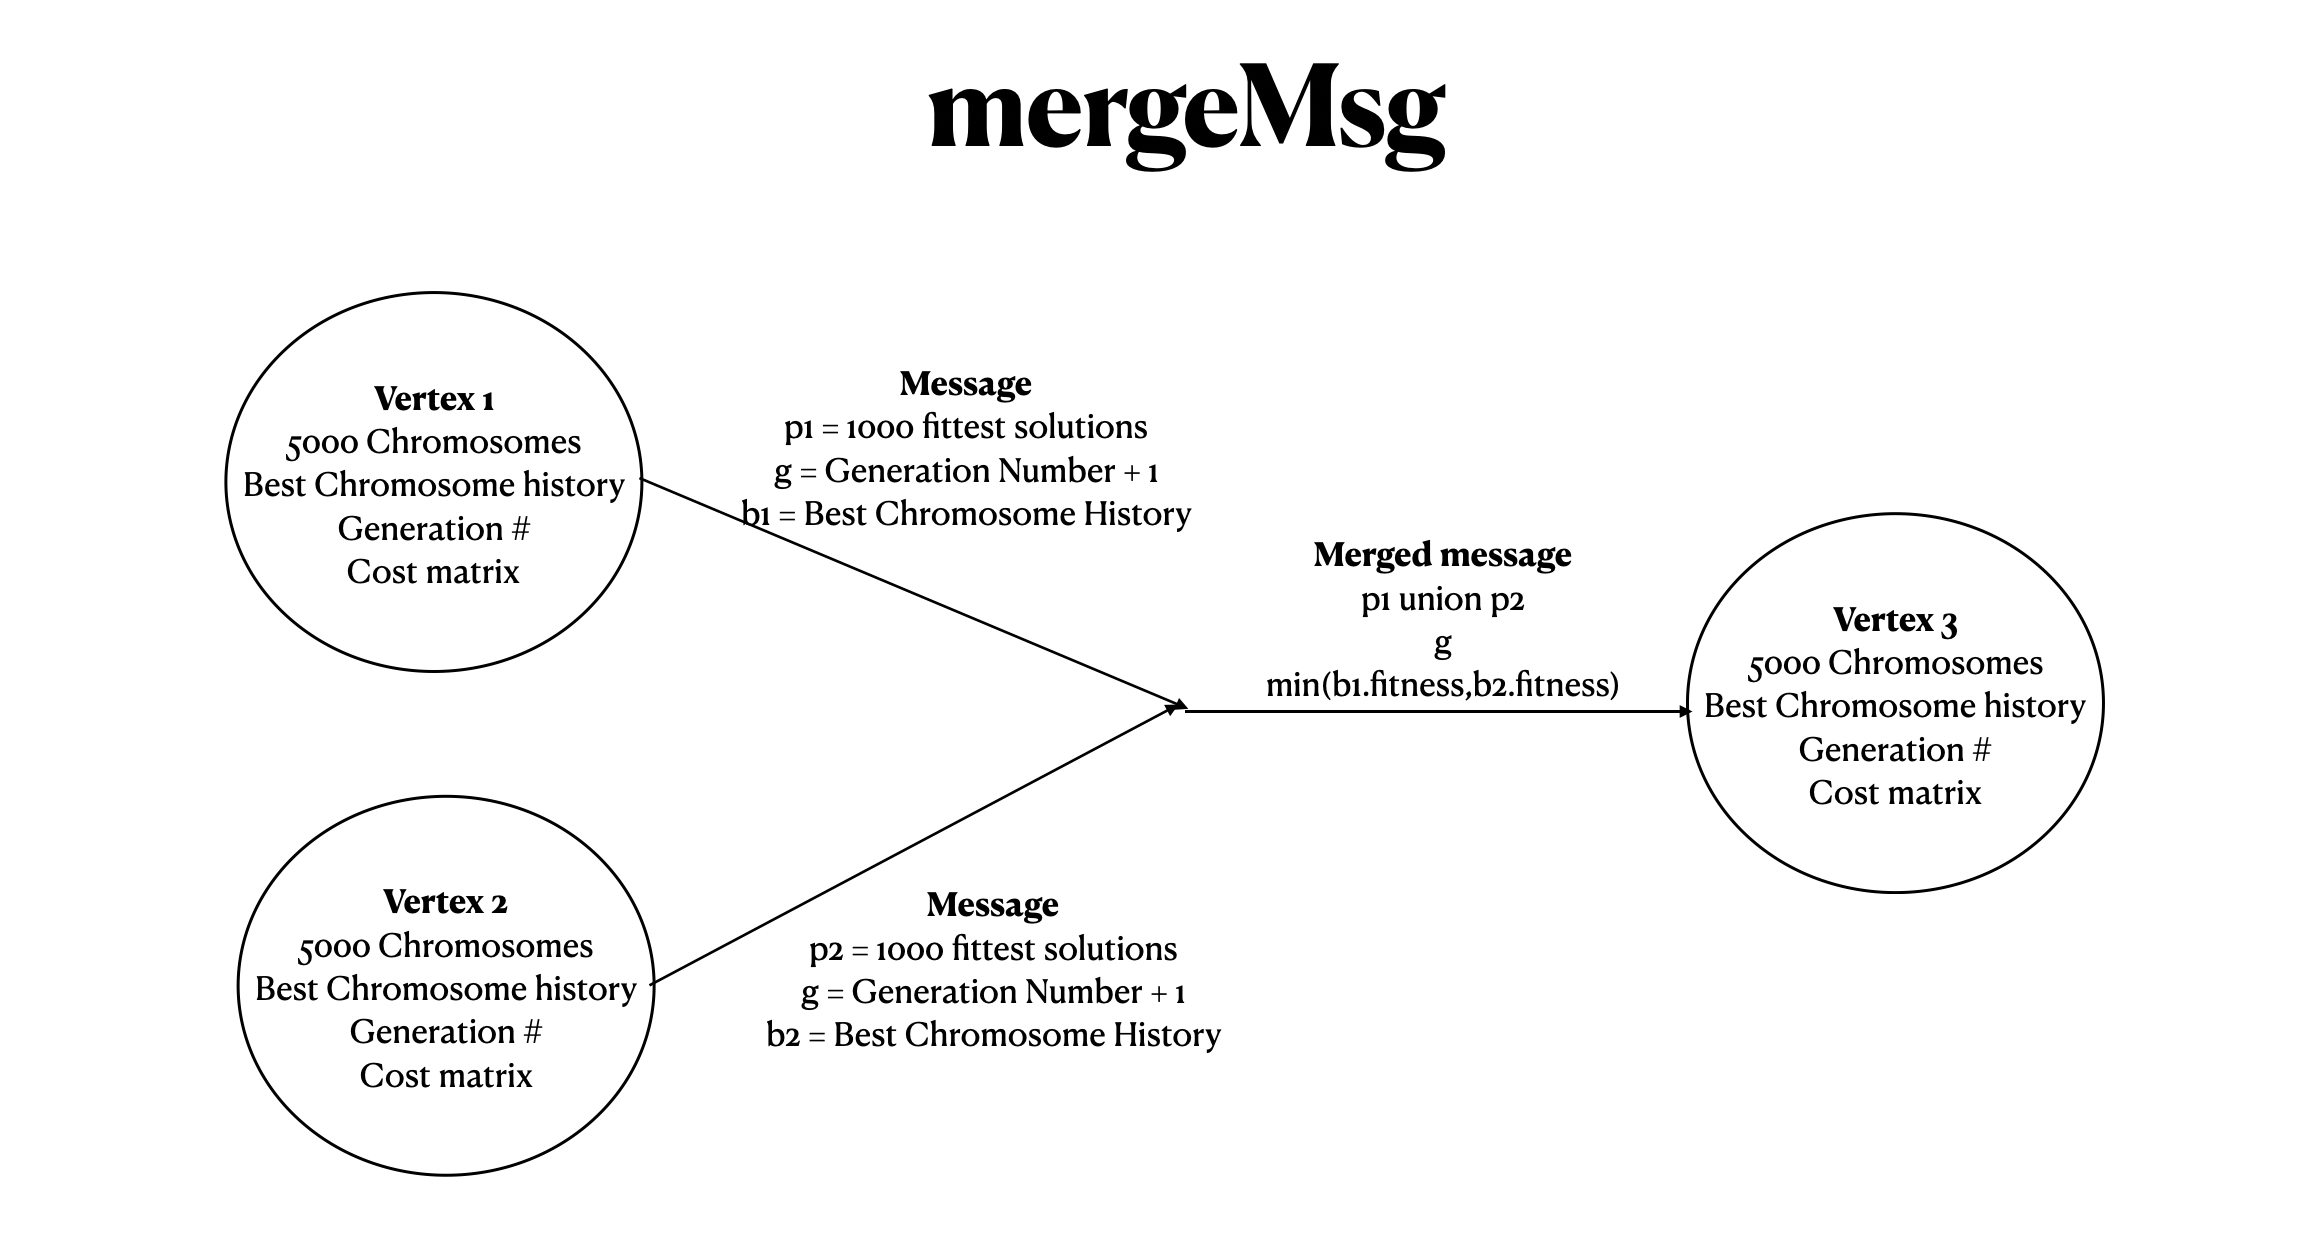 mergeMsg
Vertex 1
5000 Chromosomes
Best Chromosome history
Generation #
Cost matrix
Message
p1 = 1000 fittest solutions
g = Generation Number + 1
b1 = Best Chromosome History
Merged message
p1 union p2
g
min(b1.fitness,b2.fitness)
Vertex 3
5000 Chromosomes
Best Chromosome history
Generation #
Cost matrix
Vertex 2
5000 Chromosomes
Best Chromosome history
Generation #
Cost matrix
Message
p2 = 1000 fittest solutions
g = Generation Number + 1
b2 = Best Chromosome History